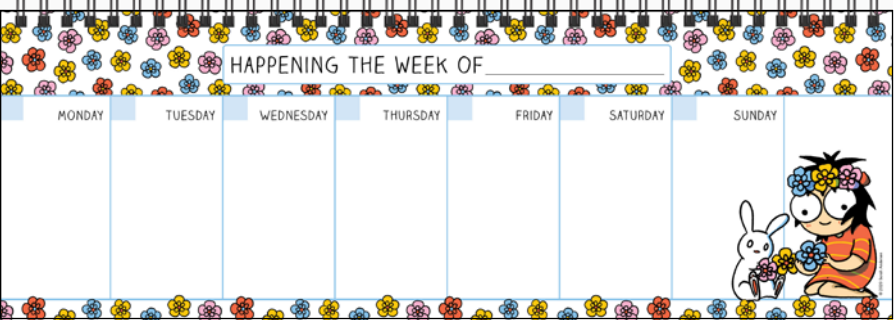 HAPPENING THE WEEK OF
MONDAY TUESDAY WEDNESDAY THURSDAY FRIDAY SATURDAY SUNDAY